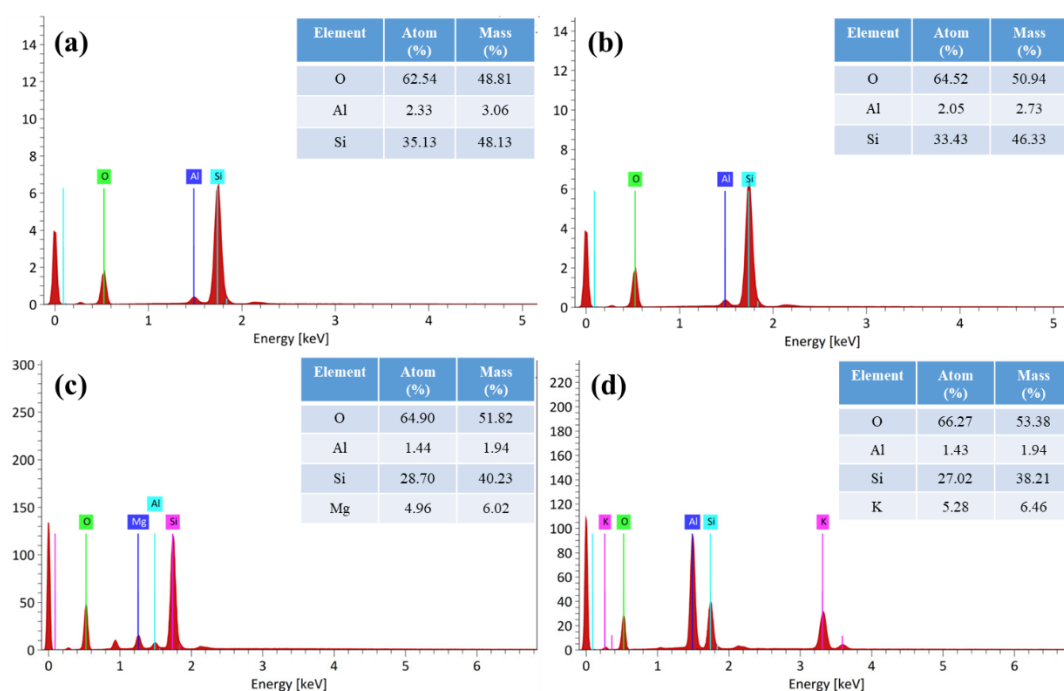 (a)
Element Atom (%) Mass (%)
O 62.54 48.81
Al 2.33 3.06
Si 35.13 48.13
14
12
10
8
6
4
2
0
O Al Si
0 1 2 3 4 5
Energy [keV]
(b)
Element Atom (%) Mass (%)
O 64.52 50.94
Al 2.05 2.73
Si 33.43 46.33
14
12
10
8
6
4
2
0
O Al Si
0 1 2 3 4 5
Energy [keV]
(c)
Element Atom (%) Mass (%)
O 64.90 51.82
Al 1.44 1.94
Si 28.70 40.23
Mg 4.96 6.02
300
250
200
150
100
50
0
Al
O Mg Si
0 1 2 3 4 5 6
Energy [keV]
(d)
Element Atom (%) Mass (%)
O 66.27 53.38
Al 1.43 1.94
Si 27.02 38.21
K 5.28 6.46
220
200
180
160
140
120
100
80
60
40
20
0
K O Al Si K
0 1 2 3 4 5 6
Energy [keV]